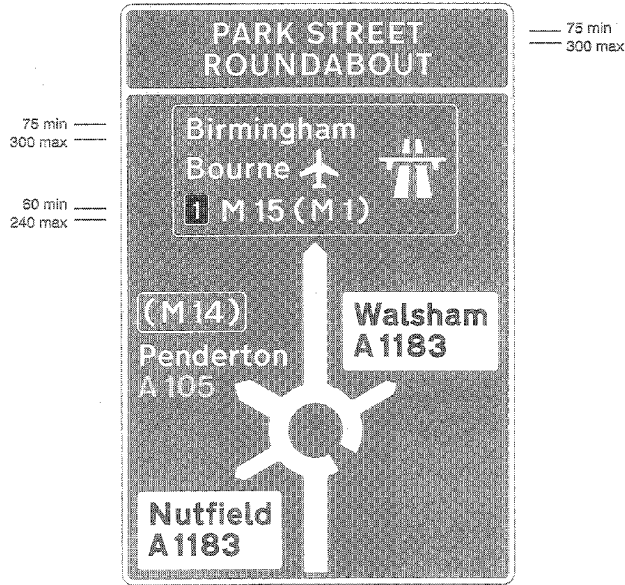 PARK STREET
ROUNDABOUT
75 min
300 max
75 min
300 max
60 min
240 max
Birmingham
Bourne
1 M 15 (M 1)
(M 14)
Penderton
A 105
Walsham
A 1183
Nutfield
A 1183